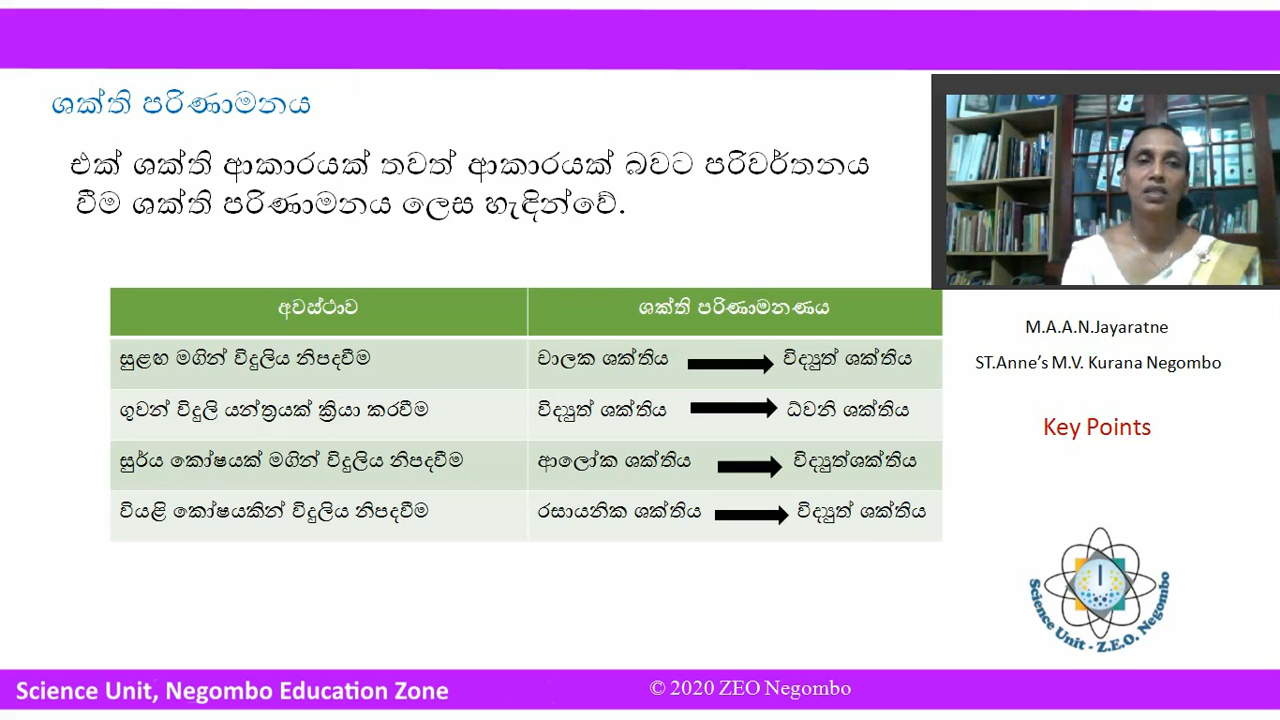 ශක්ති පරිණාමනය
එක් ශක්ති ආකාරයක් තවත් ආකාරයක් බවට පරිවර්තනය
වීම ශක්ති පරිණාමනය ලෙස හැඳින්වේ.
අවස්ථාව ශක්ති පරිණාමනණය
සුළඟ මගින් විදුලිය නිපදවීම චාලක ශක්තිය විද්‍යුත් ශක්තිය
ගුවන් විදුලි යන්ත්‍රයක් ක්‍රියා කරවීම විද්‍යුත් ශක්තිය ධ්වනි ශක්තිය
සුර්ය කෝෂයක් මගින් විදුලිය නිපදවීම ආලෝක ශක්තිය විද්‍යුත්ශක්තිය
වියළි කෝෂයකින් විදුලිය නිපදවීම රසායනික ශක්තිය විද්‍යුත් ශක්තිය
M.A.A.N.Jayaratne
ST.Anne’s M.V. Kurana Negombo
Key Points
Science Unit - Z.E.O. Negombo
Science Unit, Negombo Education Zone
© 2020 ZEO Negombo